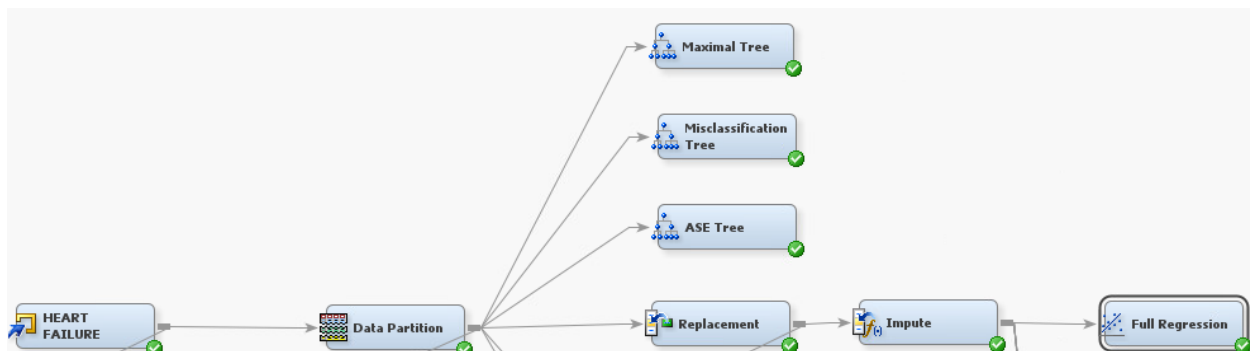 Maximal Tree
Misclassification
Tree
ASE Tree
HEART
FAILURE
Data Partition
Replacement
Impute
Full Regression